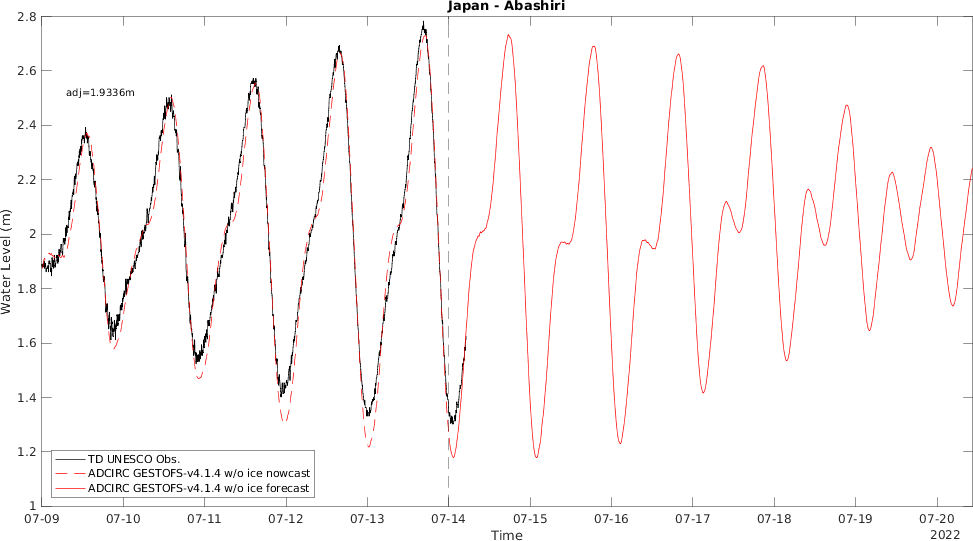 Japan - Abashiri
2.8
2.6
adj=1.9336m
2.4
2.2
2
1.8
1.6
1.4
1.2
1
Water Level (m)
TD UNESCO Obs.
ADCIRC GESTOFS-v4.1.4 w/o ice nowcast
ADCIRC GESTOFS-v4.1.4 w/o ice forecast
07-09 07-10 07-11 07-12 07-13 07-14 07-15 07-16 07-17 07-18 07-19 07-20
Time
2022